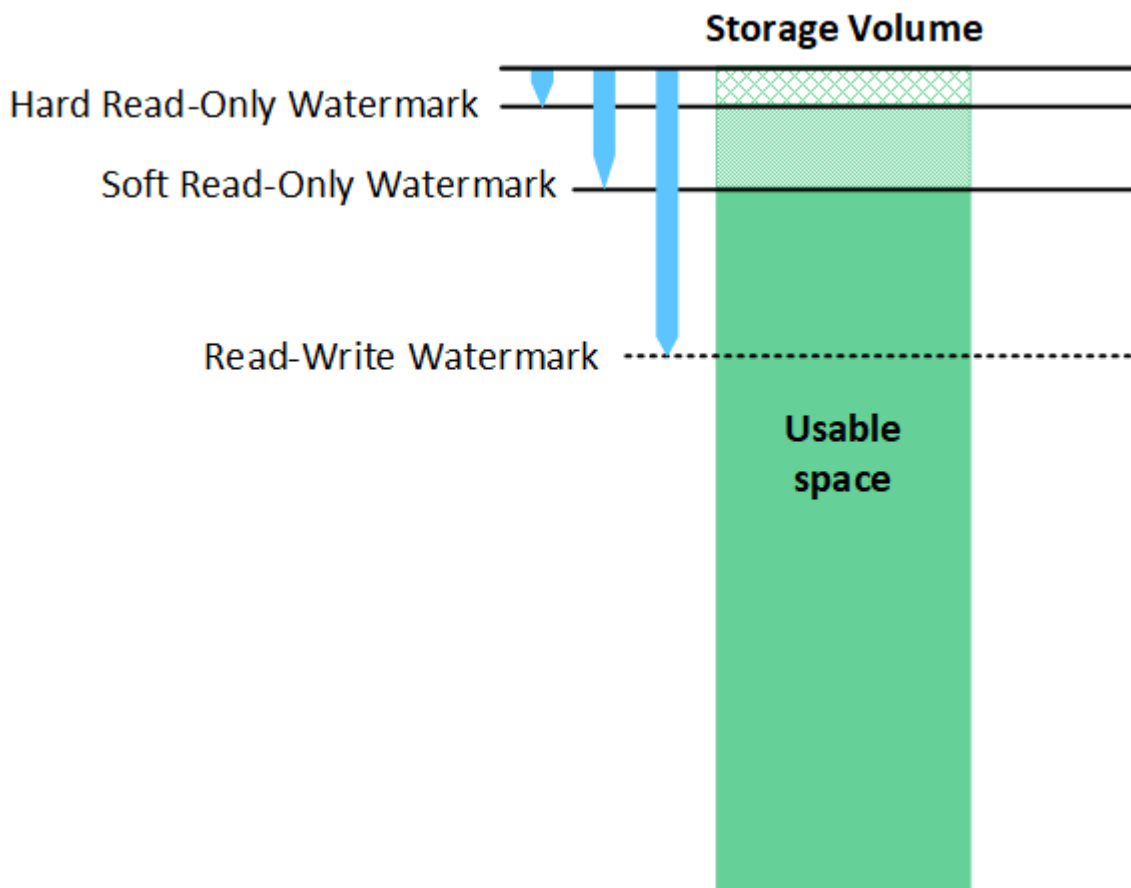 Storage Volume
Hard Read-Only Watermark
Soft Read-Only Watermark
Read-Write Watermark
Usable
space